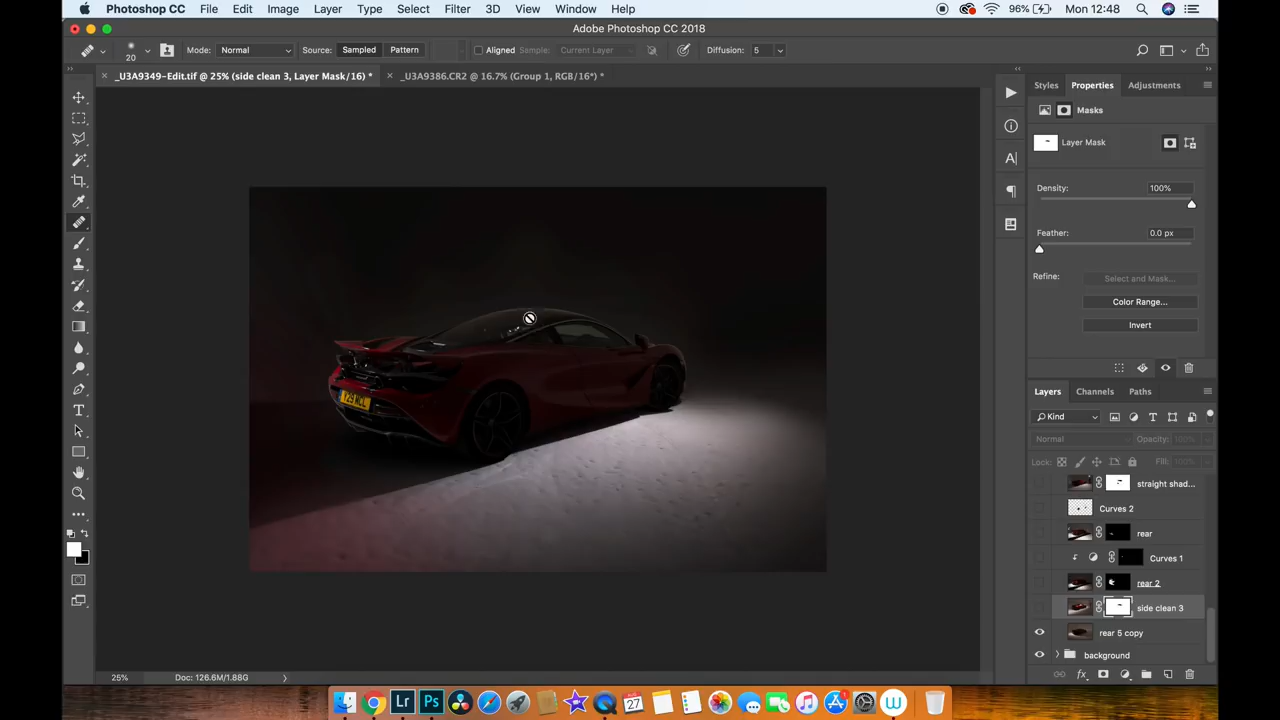 Photoshop CC File Edit Image Layer Type Select Filter 3D View Window Help 96% Mon 12:48
Adobe Photoshop CC 2018
20 Mode: Normal Source: Sampled Pattern Aligned Sample: Current Layer Diffusion: 5
_U3A9349-Edit.tif @ 25% (side clean 3, Layer Mask/16) * _U3A9386.CR2 @ 16.7% (Group 1, RGB/16*) *
Styles Properties Adjustments
Masks
Layer Mask
Density: 100%
Feather: 0.0 px
Refine: Select and Mask...
Color Range...
Invert
Layers Channels Paths
Kind
Normal Opacity: 100%
Lock: Fill: 100%
straight shad...
Curves 2
rear
Curves 1
rear 2
side clean 3
rear 5 copy
background
25% Doc: 126.6M/1.88G
Lr Ps 27